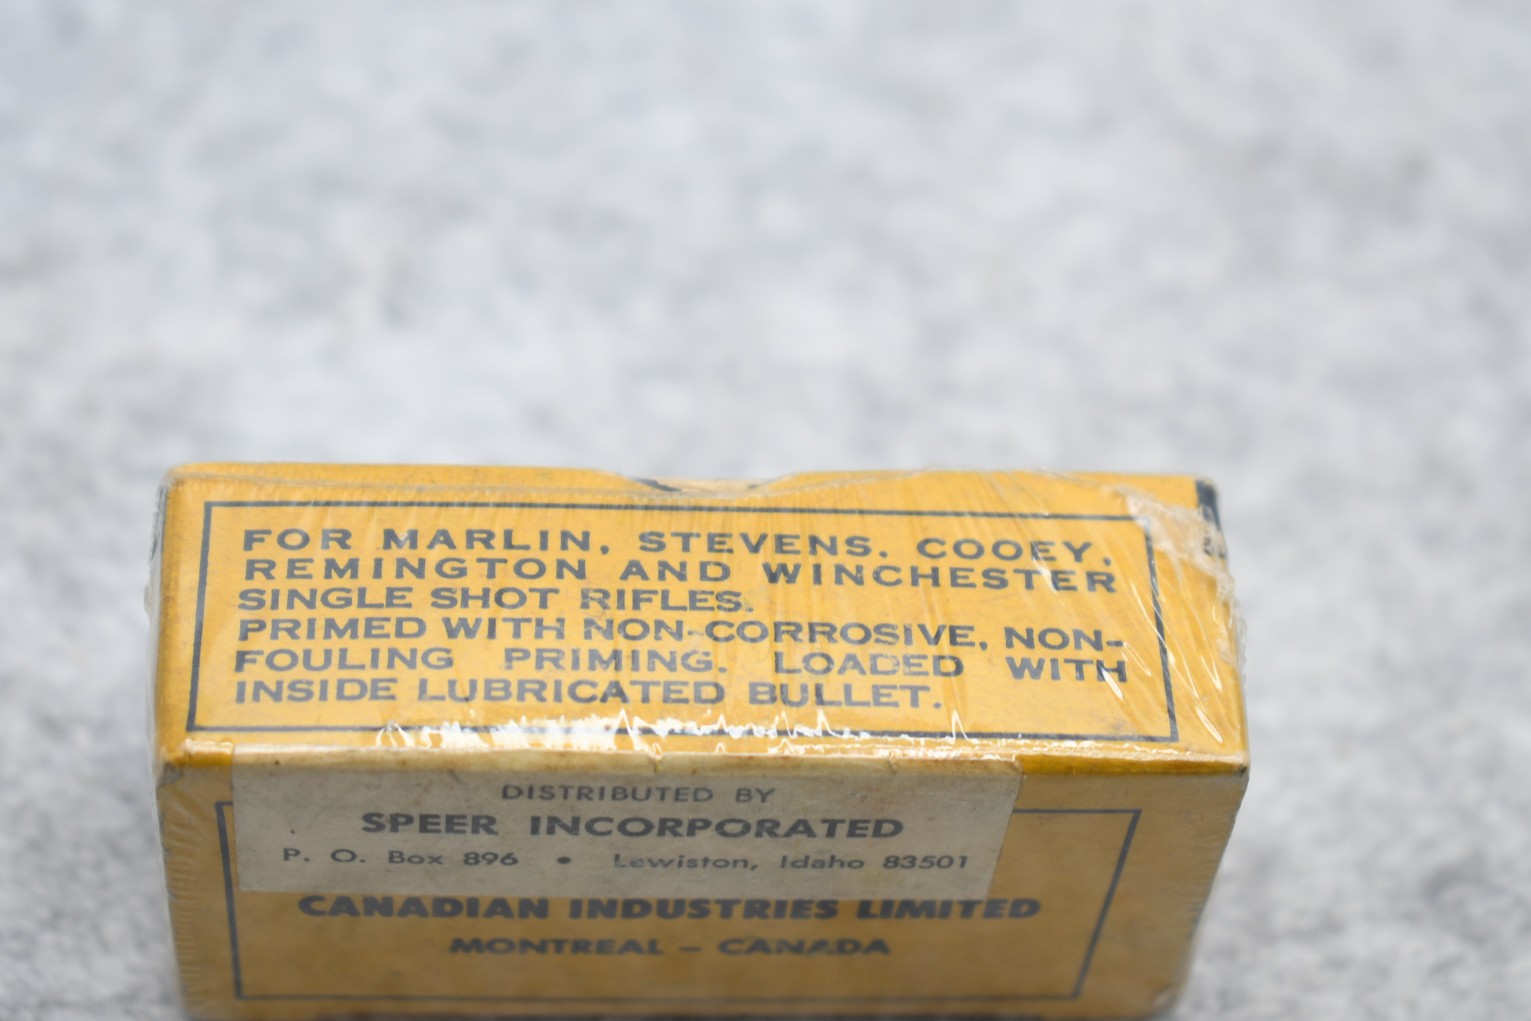 FOR MARLIN, STEVENS. COOEY,
REMINGTON AND WINCHESTER
SINGLE SHOT RIFLES.
PRIMED WITH NON-CORROSIVE, NON-
FOULING PRIMING. LOADED WITH
INSIDE LUBRICATED BULLET.
DISTRIBUTED BY
SPEER INCORPORATED
P. O. Box 896 • Lewiston, Idaho 83501
CANADIAN INDUSTRIES LIMITED
MONTREAL – CANADA